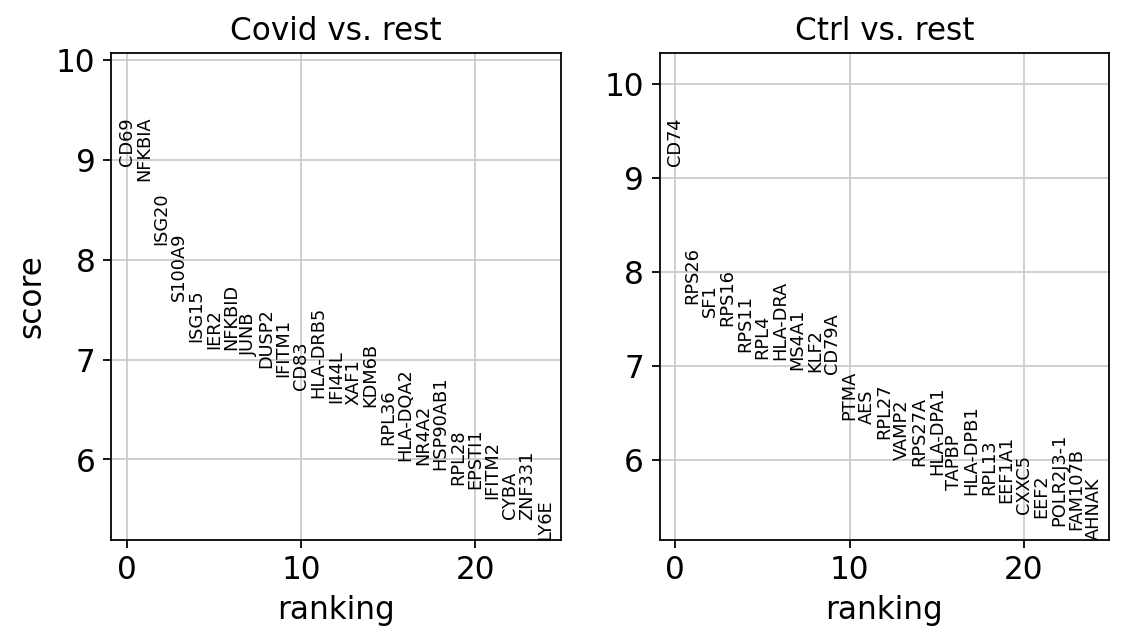 Covid vs. rest
10
9
8
7
6
score
CD69
NFKBIA
ISG20
S100A9
ISG15
IER2
NFKBID
JUNB
DUSP2
IFITM1
CD83
HLA-DRB5
IFI44L
XAF1
KDM6B
RPL36
HLA-DQA2
NR4A2
HSP90AB1
RPL28
EPSTI1
IFITM2
CYBA
ZNF331
LY6E
0
10
20
ranking
Ctrl vs. rest
10
9
8
7
6
CD74
RPS26
SF1
RPS16
RPS11
RPL4
HLA-DRA
MS4A1
KLF2
CD79A
PTMA
AES
RPL27
VAMP2
RPS27A
HLA-DPA1
TAPBP
HLA-DPB1
RPL13
EEF1A1
CXXC5
EEF2
POLR2J3-1
FAM107B
AHNAK
0
10
20
ranking